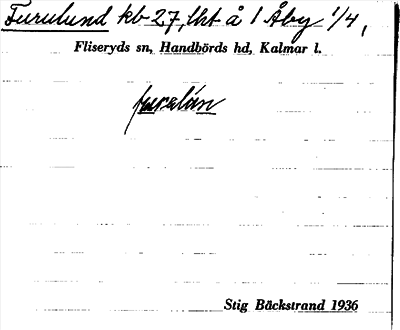 Furulund kb 27, lht å 1 Åby 1/4,
Fliseryds sn, Handbörds hd, Kalmar l.
Stig Bäckstrand 1936